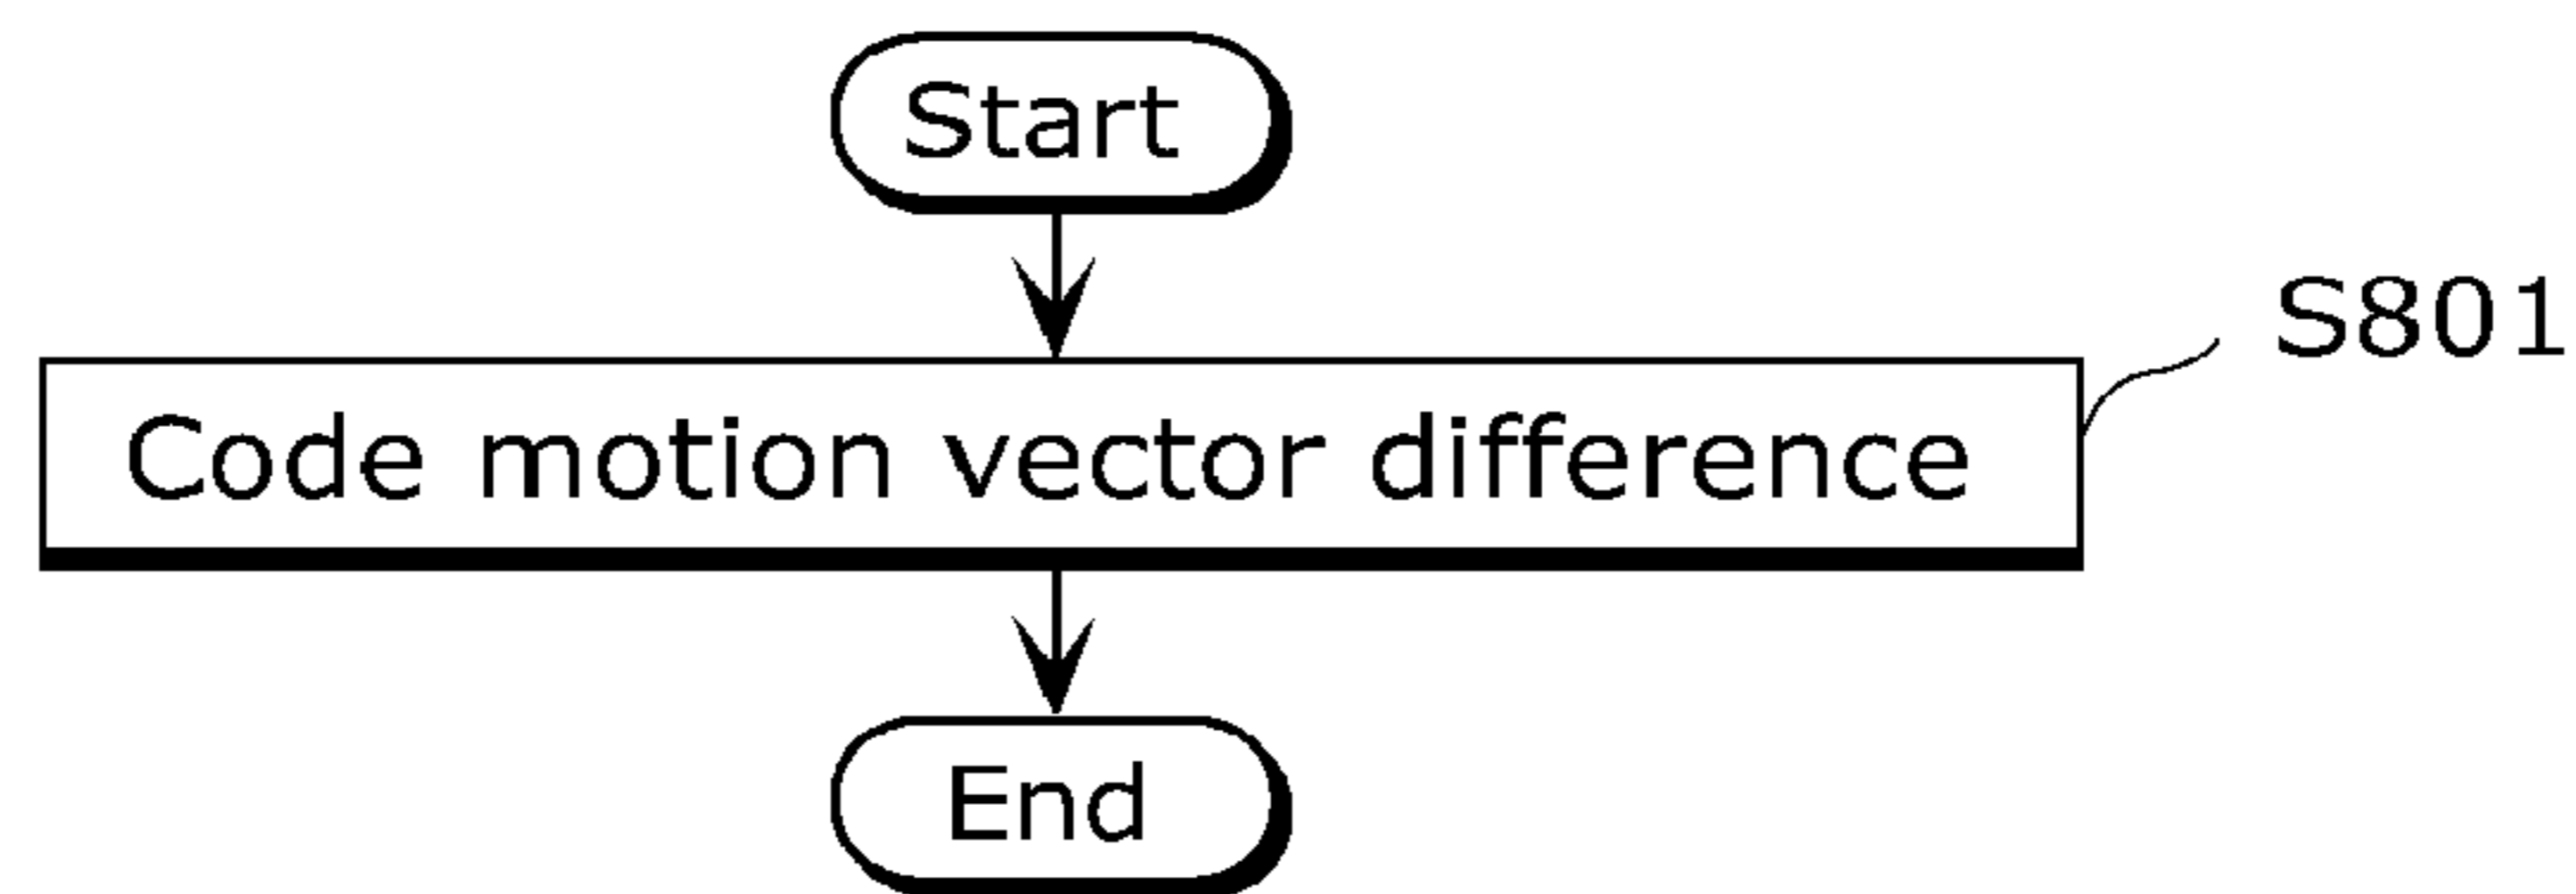 Start
S801
Code motion vector difference
End